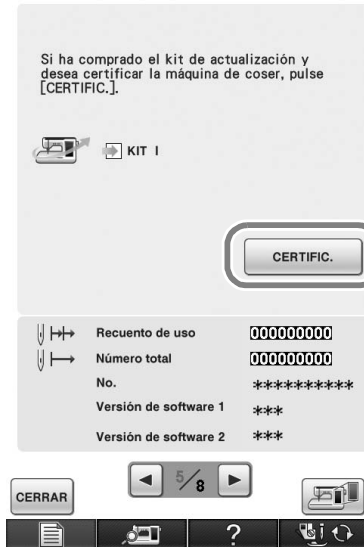 Si ha comprado el kit de actualización y
desea certificar la máquina de coser, pulse
[CERTIFIC.].
KIT I
CERTIFIC.
Recuento de uso 000000000
Número total 000000000
No. **********
Versión de software 1 ***
Versión de software 2 ***
CERRAR 5/8
?